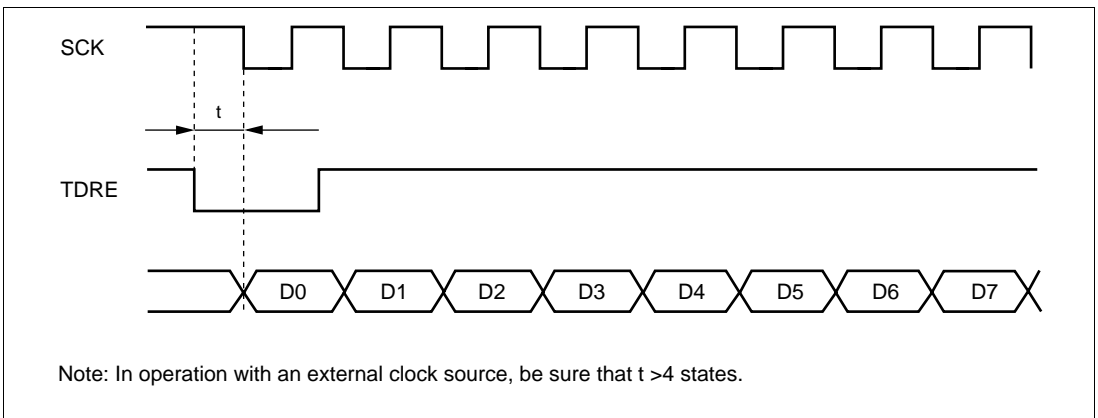 SCK
t
TDRE
D0 D1 D2 D3 D4 D5 D6 D7
Note: In operation with an external clock source, be sure that t >4 states.